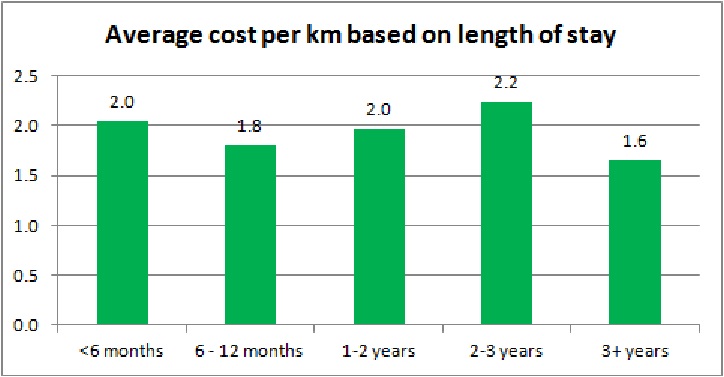 Average cost per km based on length of stay
2.5
2.0
1.5
1.0
0.5
0.0
2.0
1.8
2.0
2.2
1.6
<6 months
6 - 12 months
1-2 years
2-3 years
3+ years